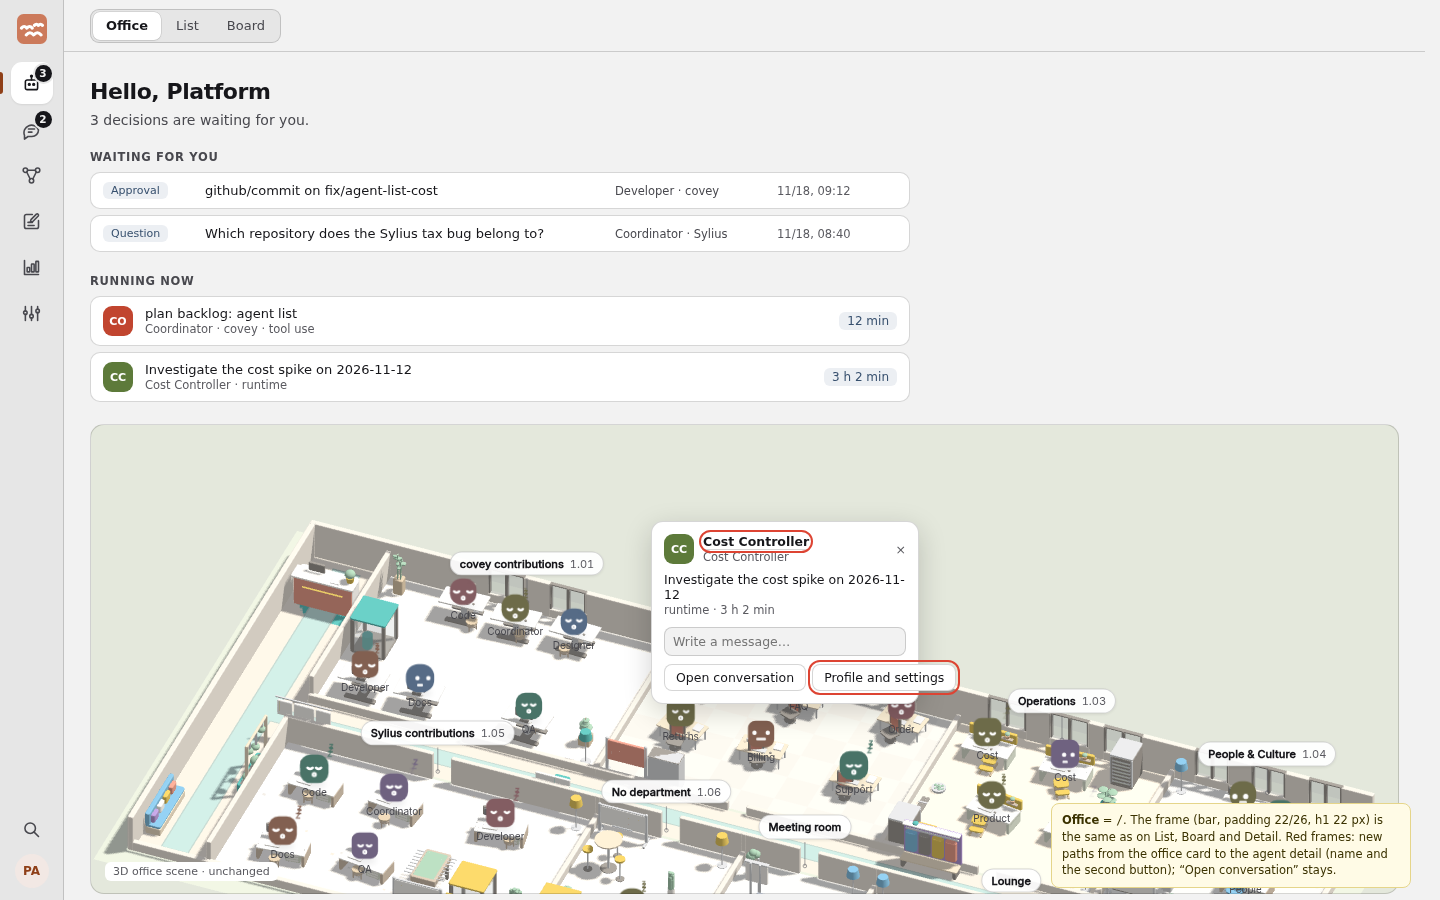 Office List Board
3
2
Hello, Platform
3 decisions are waiting for you.
WAITING FOR YOU
Approval github/commit on fix/agent-list-cost Developer · covey 11/18, 09:12
Question Which repository does the Sylius tax bug belong to? Coordinator · Sylius 11/18, 08:40
RUNNING NOW
CO plan backlog: agent list 12 min
Coordinator · covey · tool use
CC Investigate the cost spike on 2026-11-12 3 h 2 min
Cost Controller · runtime
CC Cost Controller ×
Cost Controller
Investigate the cost spike on 2026-11-
12
runtime · 3 h 2 min
Write a message...
Open conversation Profile and settings
covey contributions 1.01
Code
Coordinator
Designer
Developer
Docs
QA
Returns
FAQ
Order
Billing
Support
Operations 1.03
Cost
Cost
Product
People & Culture 1.04
Sylius contributions 1.05
Code
Coordinator
Developer
Docs
QA
No department 1.06
Meeting room
Lounge
People
3D office scene · unchanged
Office = /. The frame (bar, padding 22/26, h1 22 px) is
the same as on List, Board and Detail. Red frames: new
paths from the office card to the agent detail (name and
the second button); “Open conversation” stays.
PA